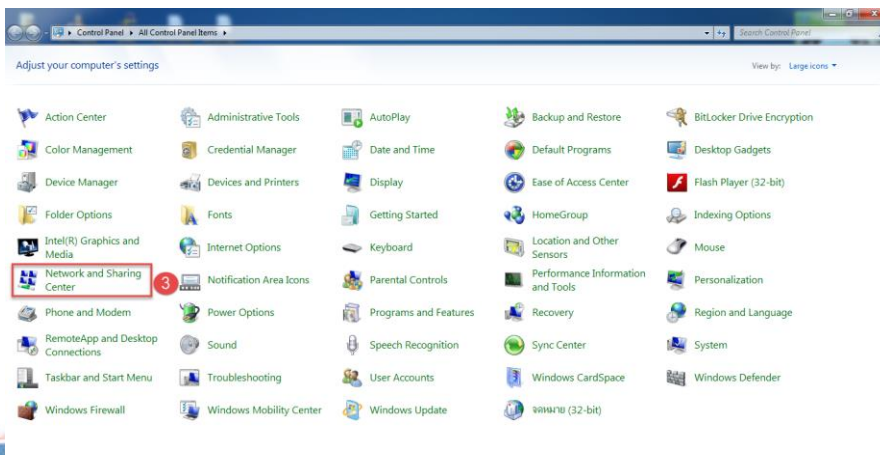 Control Panel All Control Panel Items
Search Control Panel
Adjust your computer's settings
View by: Large icons
Action Center
Administrative Tools
AutoPlay
Backup and Restore
BitLocker Drive Encryption
Color Management
Credential Manager
Date and Time
Default Programs
Desktop Gadgets
Device Manager
Devices and Printers
Display
Ease of Access Center
Flash Player (32-bit)
Folder Options
Fonts
Getting Started
HomeGroup
Indexing Options
Intel(R) Graphics and
Media
Internet Options
Keyboard
Location and Other
Sensors
Mouse
Network and Sharing
Center
3
Notification Area Icons
Parental Controls
Performance Information
and Tools
Personalization
Phone and Modem
Power Options
Programs and Features
Recovery
Region and Language
RemoteApp and Desktop
Connections
Sound
Speech Recognition
Sync Center
System
Taskbar and Start Menu
Troubleshooting
User Accounts
Windows CardSpace
Windows Defender
Windows Firewall
Windows Mobility Center
Windows Update
จดหมาย (32-bit)